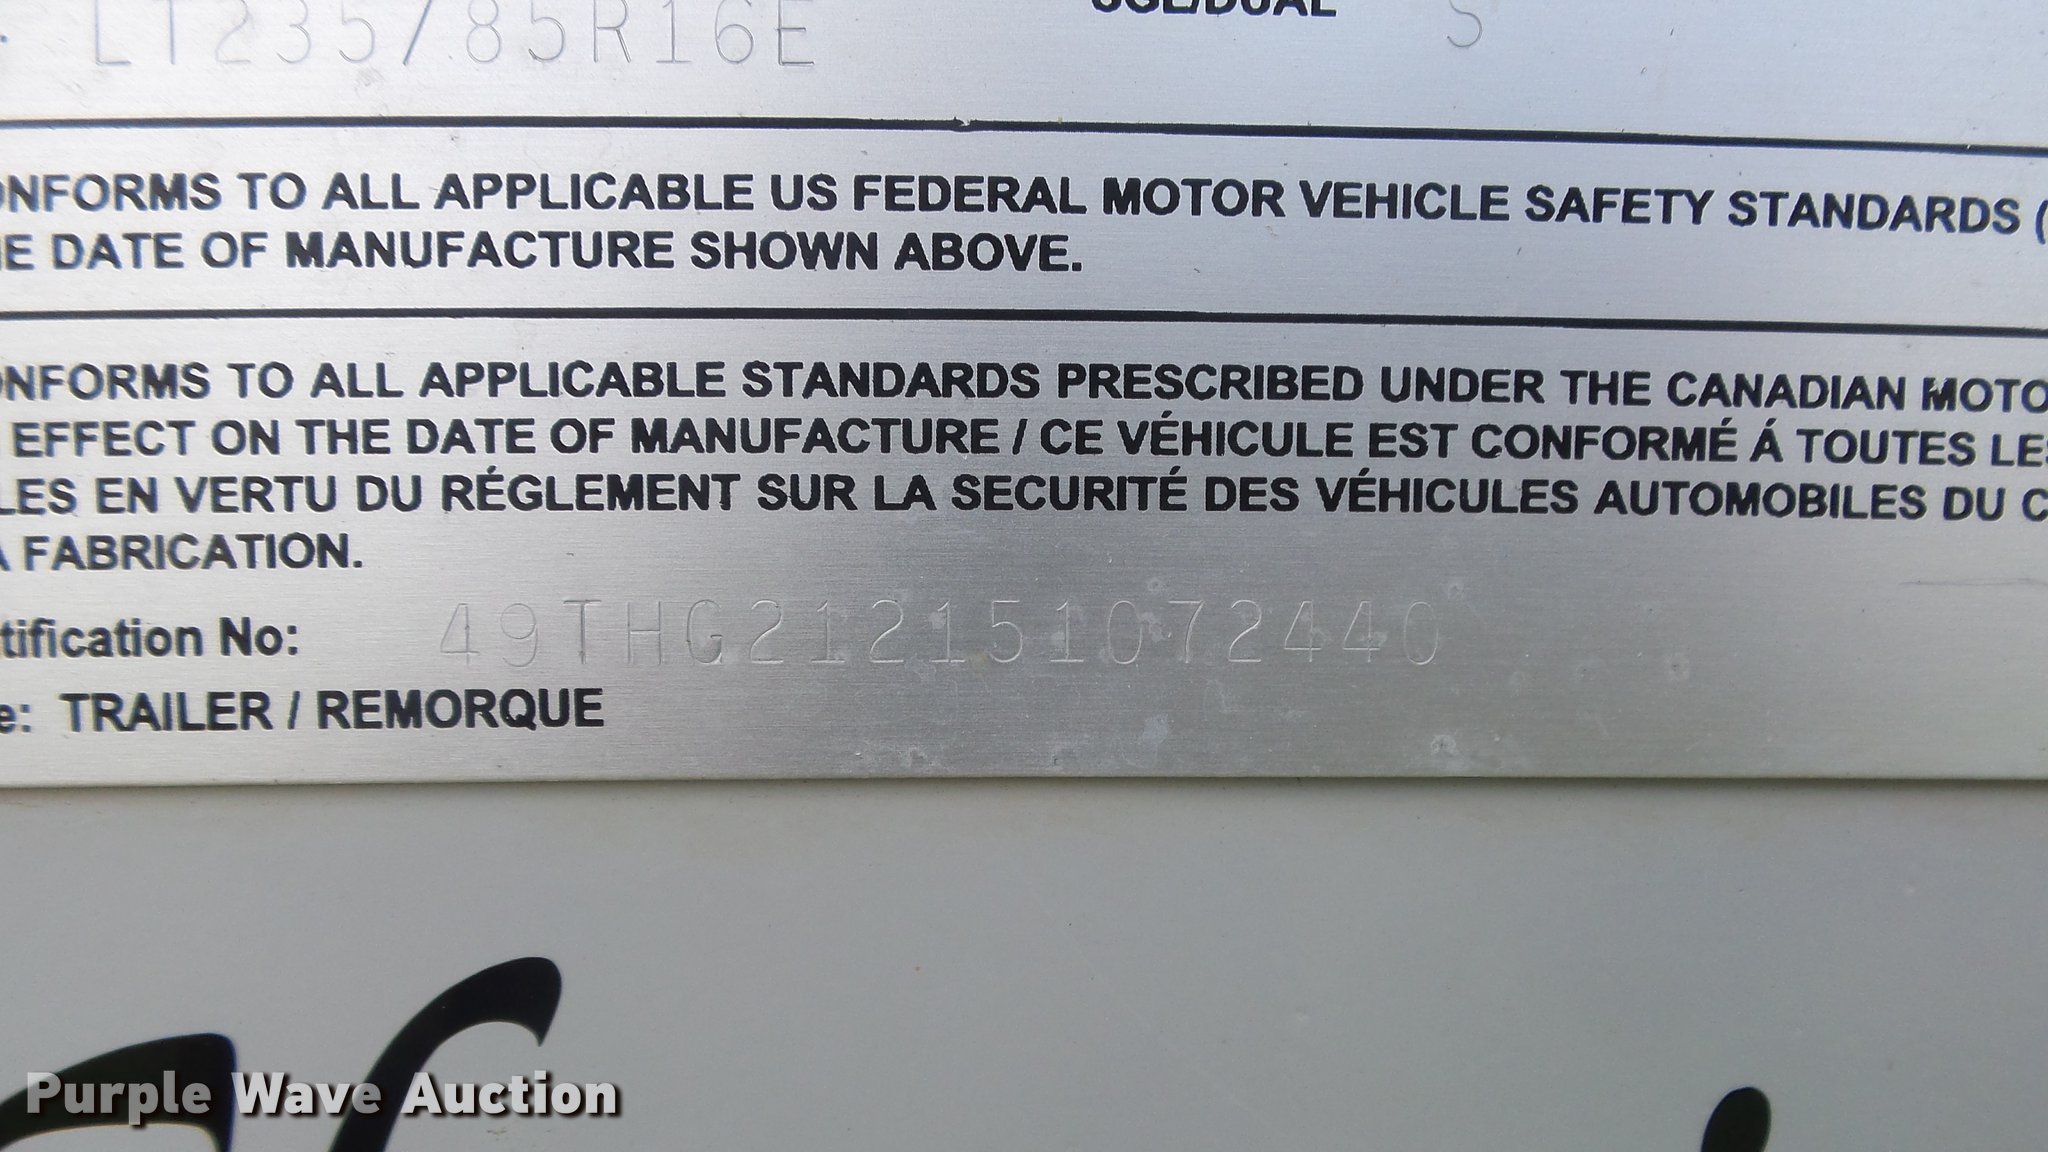 LT235/85R16E SGL/DUAL S
ONFORMS TO ALL APPLICABLE US FEDERAL MOTOR VEHICLE SAFETY STANDARDS (
E DATE OF MANUFACTURE SHOWN ABOVE.
ONFORMS TO ALL APPLICABLE STANDARDS PRESCRIBED UNDER THE CANADIAN MOTO
EFFECT ON THE DATE OF MANUFACTURE / CE VÉHICULE EST CONFORMÉ Á TOUTES LES
LES EN VERTU DU RÉGLEMENT SUR LA SECURITÉ DES VÉHICULES AUTOMOBILES DU C
A FABRICATION.
tification No: 49THG212151072440
e: TRAILER / REMORQUE
Purple Wave Auction